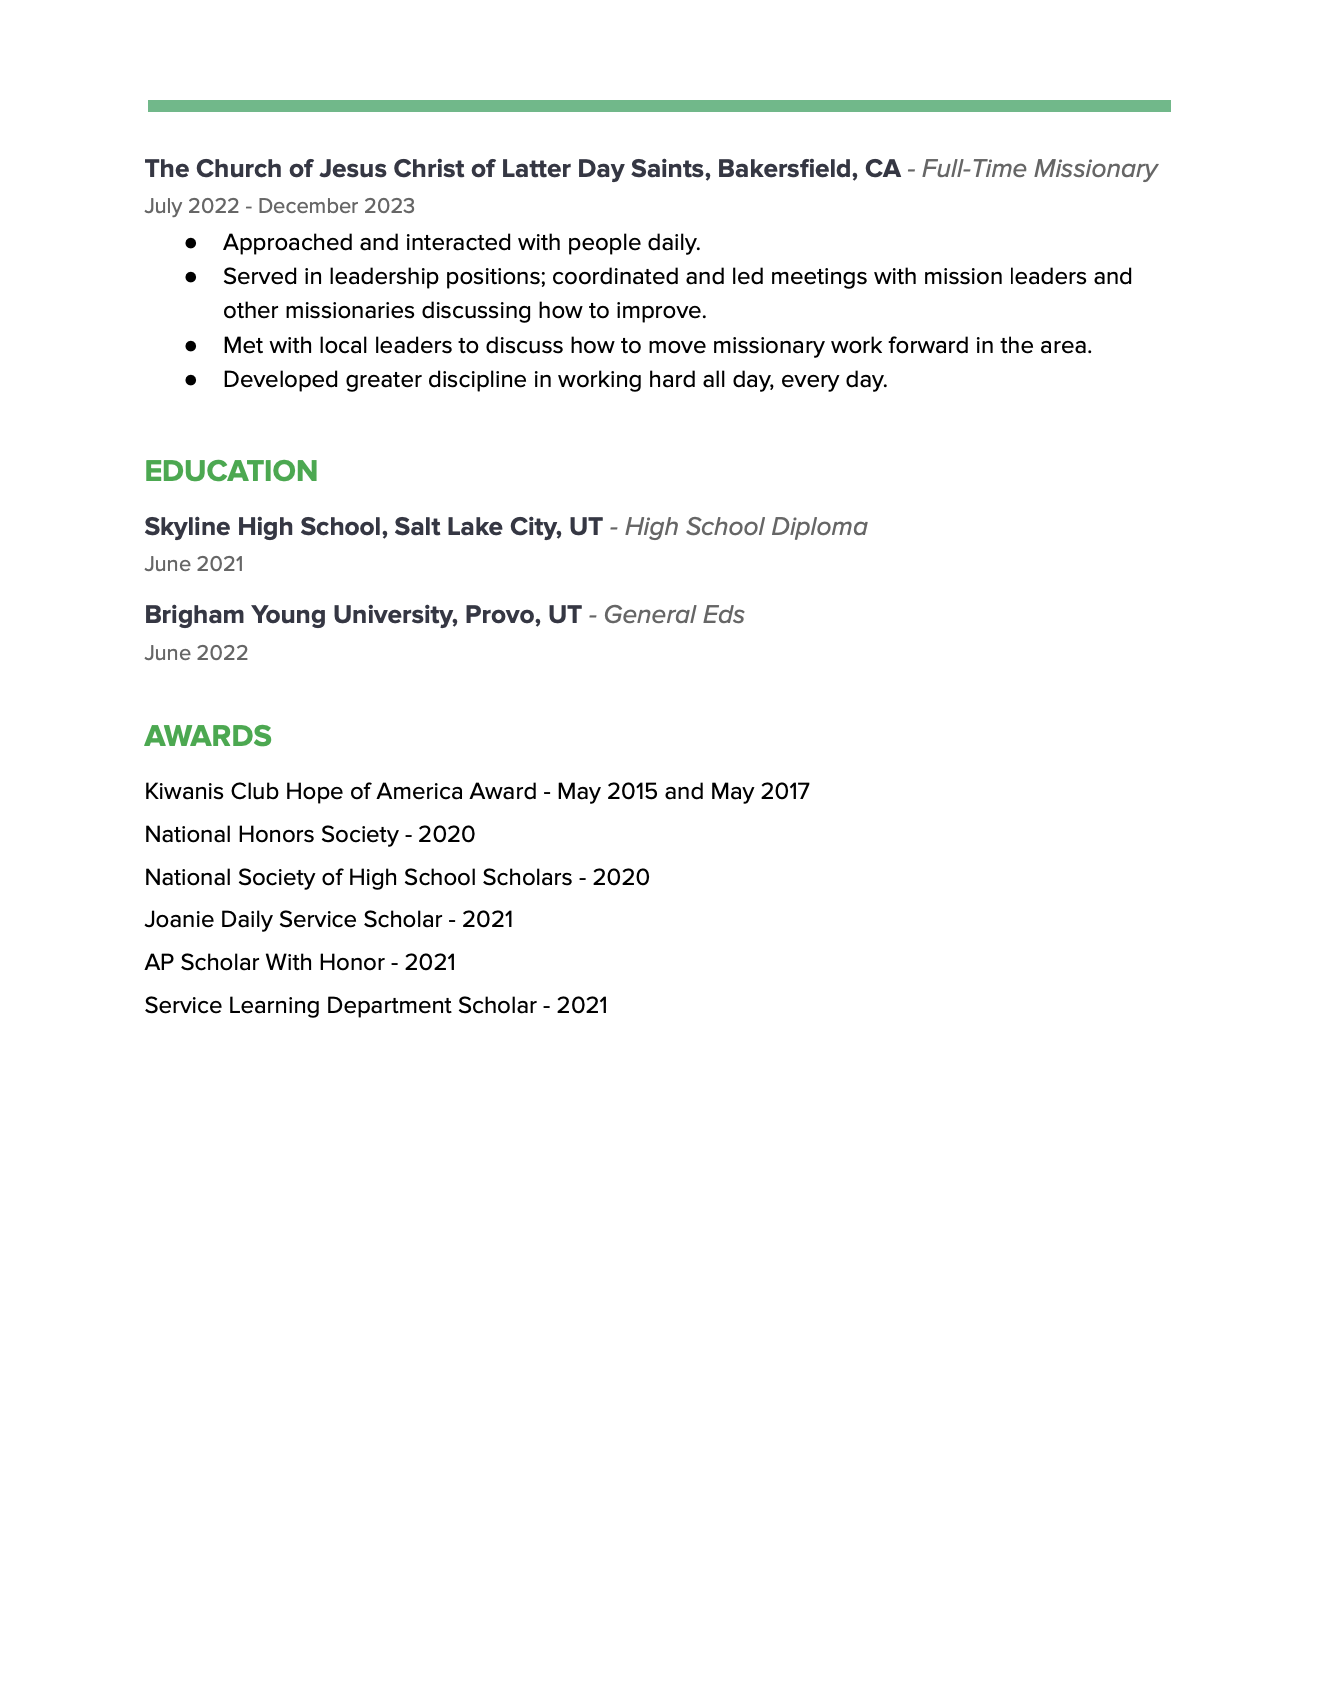 The Church of Jesus Christ of Latter Day Saints, Bakersfield, CA - Full-Time Missionary
July 2022 - December 2023
● Approached and interacted with people daily.
● Served in leadership positions; coordinated and led meetings with mission leaders and
other missionaries discussing how to improve.
● Met with local leaders to discuss how to move missionary work forward in the area.
● Developed greater discipline in working hard all day, every day.
EDUCATION
Skyline High School, Salt Lake City, UT - High School Diploma
June 2021
Brigham Young University, Provo, UT - General Eds
June 2022
AWARDS
Kiwanis Club Hope of America Award - May 2015 and May 2017
National Honors Society - 2020
National Society of High School Scholars - 2020
Joanie Daily Service Scholar - 2021
AP Scholar With Honor - 2021
Service Learning Department Scholar - 2021